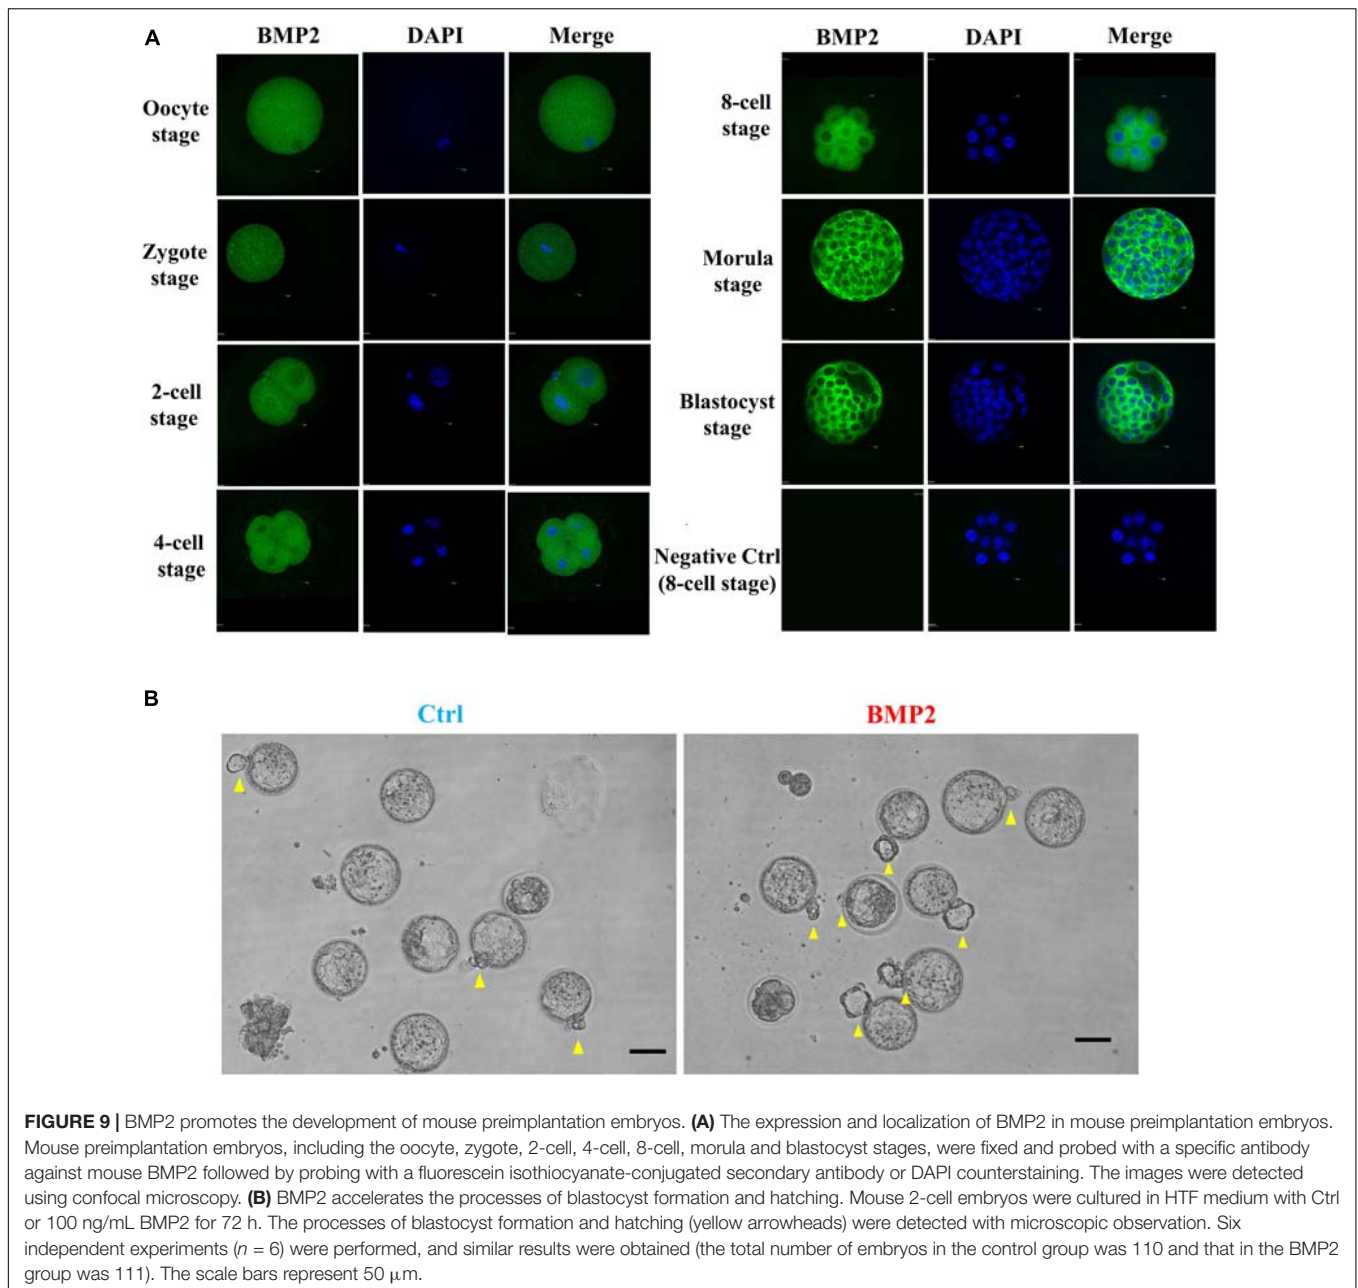 A
BMP2 DAPI Merge
Oocyte
stage
Zygote
stage
2-cell
stage
4-cell
stage
BMP2 DAPI Merge
8-cell
stage
Morula
stage
Blastocyst
stage
Negative Ctrl
(8-cell stage)
B
Ctrl
BMP2
FIGURE 9 | BMP2 promotes the development of mouse preimplantation embryos. (A) The expression and localization of BMP2 in mouse preimplantation embryos.
Mouse preimplantation embryos, including the oocyte, zygote, 2-cell, 4-cell, 8-cell, morula and blastocyst stages, were fixed and probed with a specific antibody
against mouse BMP2 followed by probing with a fluorescein isothiocyanate-conjugated secondary antibody or DAPI counterstaining. The images were detected
using confocal microscopy. (B) BMP2 accelerates the processes of blastocyst formation and hatching. Mouse 2-cell embryos were cultured in HTF medium with Ctrl
or 100 ng/mL BMP2 for 72 h. The processes of blastocyst formation and hatching (yellow arrowheads) were detected with microscopic observation. Six
independent experiments (n = 6) were performed, and similar results were obtained (the total number of embryos in the control group was 110 and that in the BMP2
group was 111). The scale bars represent 50 μm.